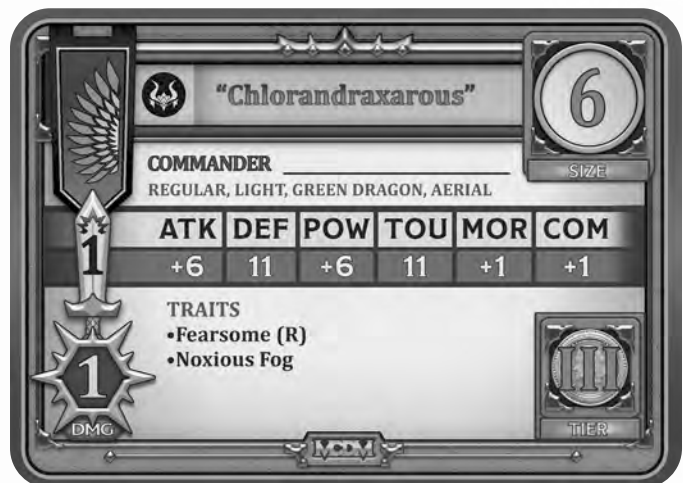 "Chlorandraxarous"
6
SIZE
COMMANDER
REGULAR, LIGHT, GREEN DRAGON, AERIAL
ATK DEF POW TOU MOR COM
+6 11 +6 11 +1 +1
1
TRAITS
•Fearsome (R)
•Noxious Fog
1
DMG
III
TIER
MCDM